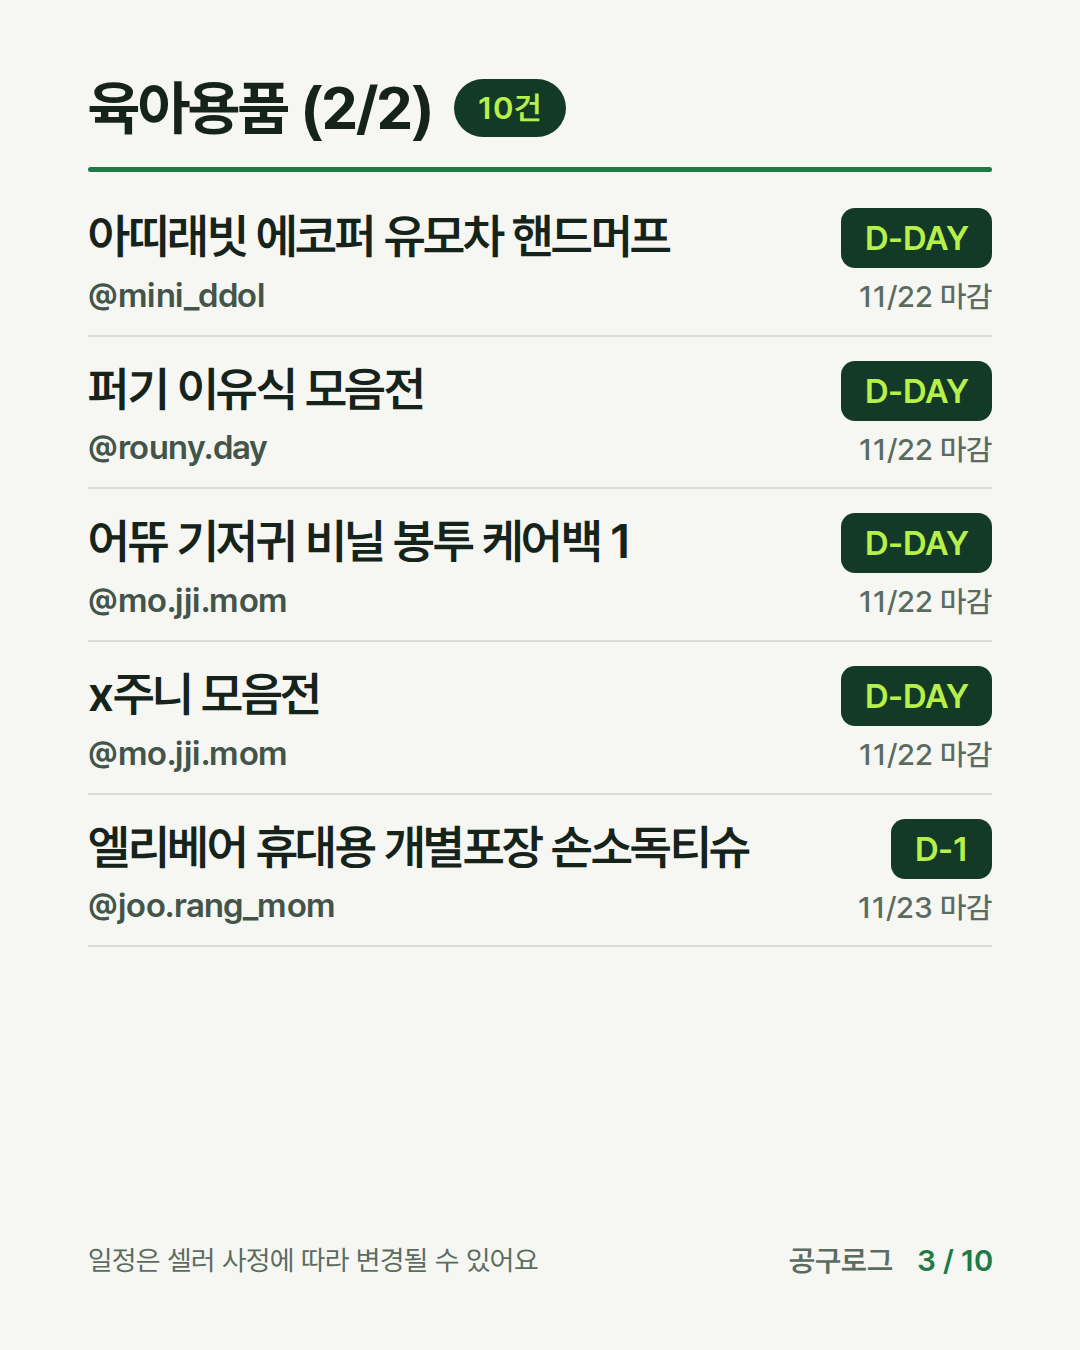 육아용품 (2/2) 10건
아띠래빗 에코퍼 유모차 핸드머프 D-DAY
@mini_ddol 11/22 마감
퍼기 이유식 모음전 D-DAY
@rouny.day 11/22 마감
어뜌 기저귀 비닐 봉투 케어백 1 D-DAY
@mo.jji.mom 11/22 마감
x주니 모음전 D-DAY
@mo.jji.mom 11/22 마감
엘리베어 휴대용 개별포장 손소독티슈 D-1
@joo.rang_mom 11/23 마감
일정은 셀러 사정에 따라 변경될 수 있어요 공구로그 3 / 10